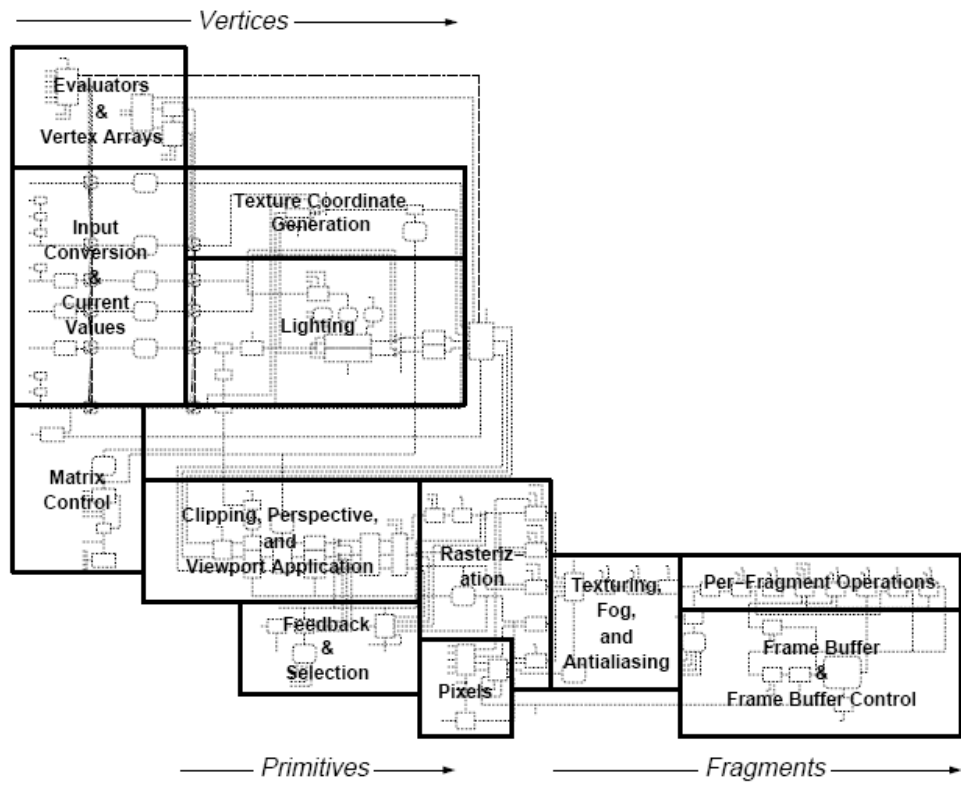 Vertices
Evaluators
&
Vertex Arrays
Texture Coordinate
Generation
Input
Conversion
&
Current
Values
Lighting
Matrix
Control
Clipping, Perspective,
and
Viewport Application
Rasteriz–
ation
Texturing,
Fog,
and
Antialiasing
Per–Fragment Operations
Feedback
&
Selection
Frame Buffer
&
Frame Buffer Control
Pixels
Primitives
Fragments